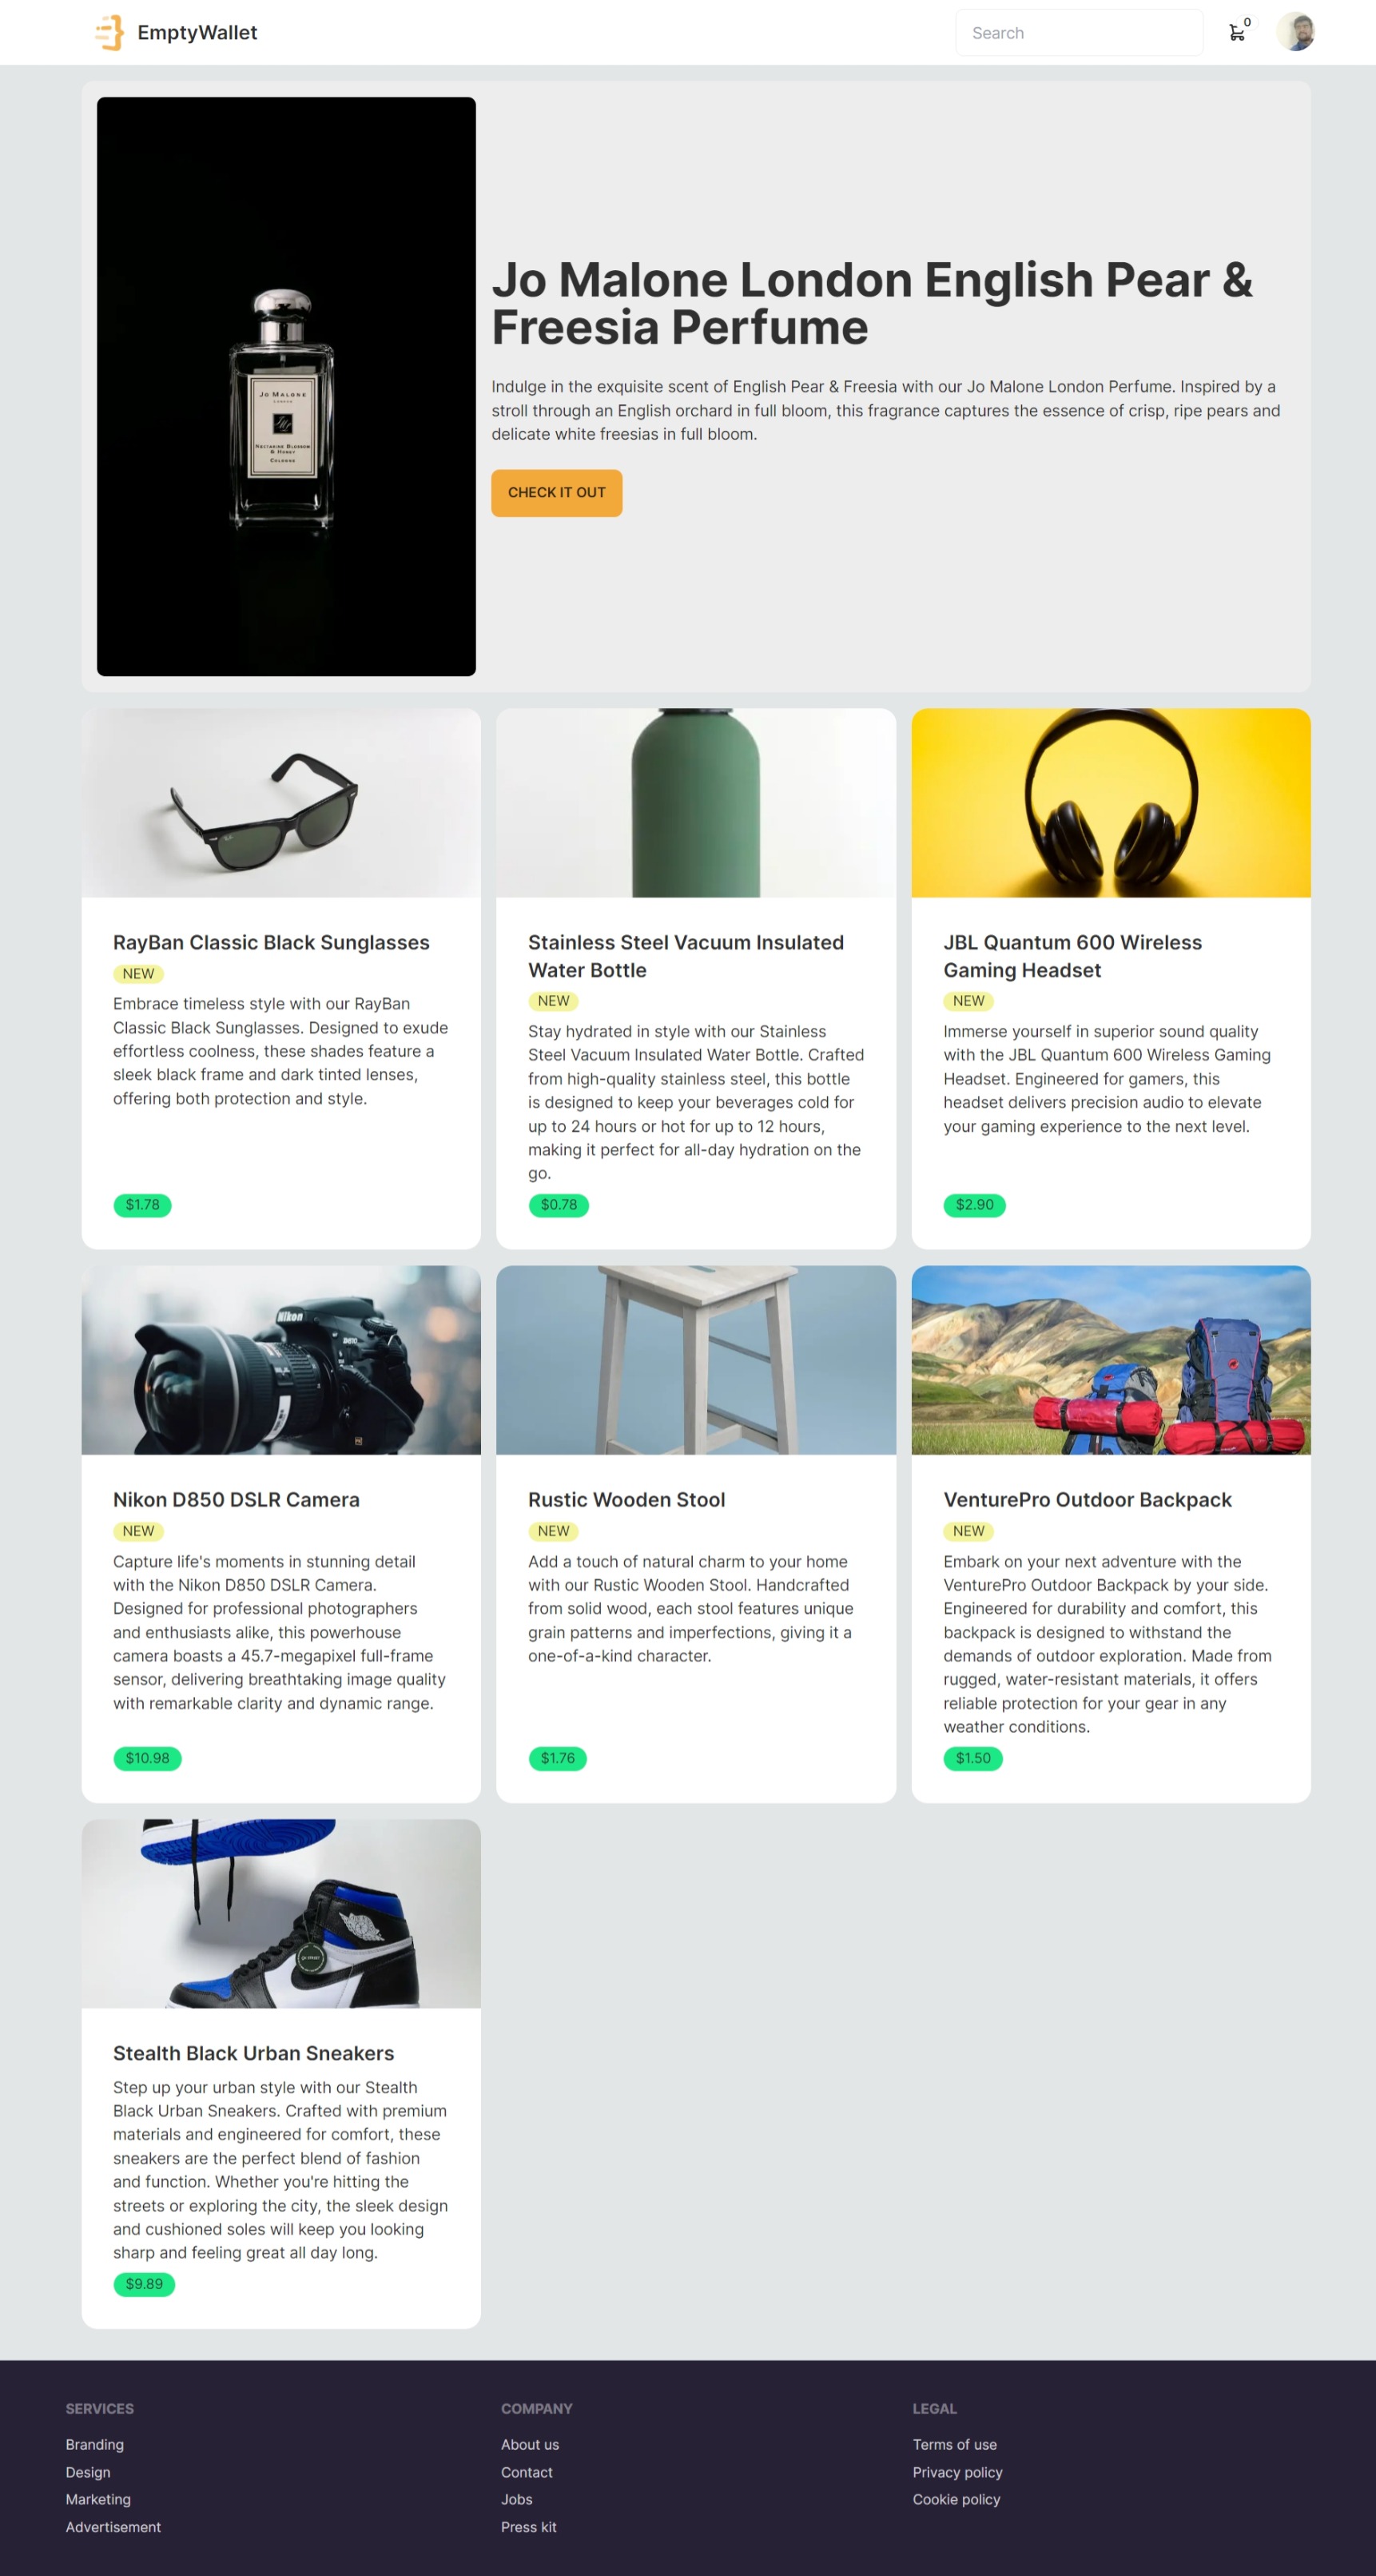 EmptyWallet
Search
0
JO MALONE
LONDON
NECTARINE BLOSSOM
& HONEY
COLOGNE
Jo Malone London English Pear &
Freesia Perfume
Indulge in the exquisite scent of English Pear & Freesia with our Jo Malone London Perfume. Inspired by a
stroll through an English orchard in full bloom, this fragrance captures the essence of crisp, ripe pears and
delicate white freesias in full bloom.
CHECK IT OUT
RayBan Classic Black Sunglasses
NEW
Embrace timeless style with our RayBan
Classic Black Sunglasses. Designed to exude
effortless coolness, these shades feature a
sleek black frame and dark tinted lenses,
offering both protection and style.
$1.78
Stainless Steel Vacuum Insulated
Water Bottle
NEW
Stay hydrated in style with our Stainless
Steel Vacuum Insulated Water Bottle. Crafted
from high-quality stainless steel, this bottle
is designed to keep your beverages cold for
up to 24 hours or hot for up to 12 hours,
making it perfect for all-day hydration on the
go.
$0.78
JBL Quantum 600 Wireless
Gaming Headset
NEW
Immerse yourself in superior sound quality
with the JBL Quantum 600 Wireless Gaming
Headset. Engineered for gamers, this
headset delivers precision audio to elevate
your gaming experience to the next level.
$2.90
Nikon
Nikon D850 DSLR Camera
NEW
Capture life's moments in stunning detail
with the Nikon D850 DSLR Camera.
Designed for professional photographers
and enthusiasts alike, this powerhouse
camera boasts a 45.7-megapixel full-frame
sensor, delivering breathtaking image quality
with remarkable clarity and dynamic range.
$10.98
Rustic Wooden Stool
NEW
Add a touch of natural charm to your home
with our Rustic Wooden Stool. Handcrafted
from solid wood, each stool features unique
grain patterns and imperfections, giving it a
one-of-a-kind character.
$1.76
VenturePro Outdoor Backpack
NEW
Embark on your next adventure with the
VenturePro Outdoor Backpack by your side.
Engineered for durability and comfort, this
backpack is designed to withstand the
demands of outdoor exploration. Made from
rugged, water-resistant materials, it offers
reliable protection for your gear in any
weather conditions.
$1.50
Stealth Black Urban Sneakers
Step up your urban style with our Stealth
Black Urban Sneakers. Crafted with premium
materials and engineered for comfort, these
sneakers are the perfect blend of fashion
and function. Whether you're hitting the
streets or exploring the city, the sleek design
and cushioned soles will keep you looking
sharp and feeling great all day long.
$9.89
SERVICES
Branding
Design
Marketing
Advertisement
COMPANY
About us
Contact
Jobs
Press kit
LEGAL
Terms of use
Privacy policy
Cookie policy